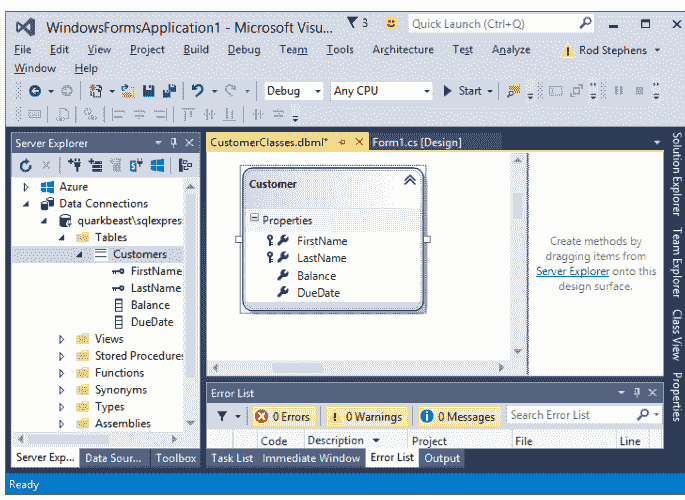 WindowsFormsApplication1 - Microsoft Visu...
3
Quick Launch (Ctrl+Q)
File Edit View Project Build Debug Team Tools Architecture Test Analyze
Rod Stephens
Window Help
Debug
Any CPU
Start
Server Explorer
Azure
Data Connections
quarkbeast\sqlexpres
Tables
Customers
FirstName
LastName
Balance
DueDate
Views
Stored Procedures
Functions
Synonyms
Types
Assemblies
Server Exp... Data Sour... Toolbox
CustomerClasses.dbml*
Form1.cs [Design]
Customer
Properties
FirstName
LastName
Balance
DueDate
Create methods by
dragging items from
Server Explorer onto this
design surface.
Error List
0 Errors
0 Warnings
0 Messages
Search Error List
Code Description Project File Line
Task List Immediate Window Error List Output
Solution Explorer
Team Explorer
Class View
Properties
Ready